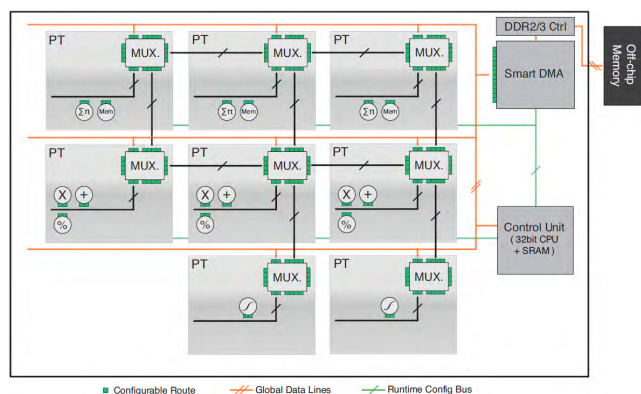 DDR2/3 Ctrl
PT MUX. PT MUX. PT MUX.
Smart DMA
Off-chip
Memory
Σπ Mem Σπ Mem Σπ Mem
PT MUX. PT MUX. PT MUX.
X + X + X +
% % %
Control Unit
( 32bit CPU
+ SRAM )
PT MUX. PT MUX.
Configurable Route Global Data Lines Runtime Config Bus